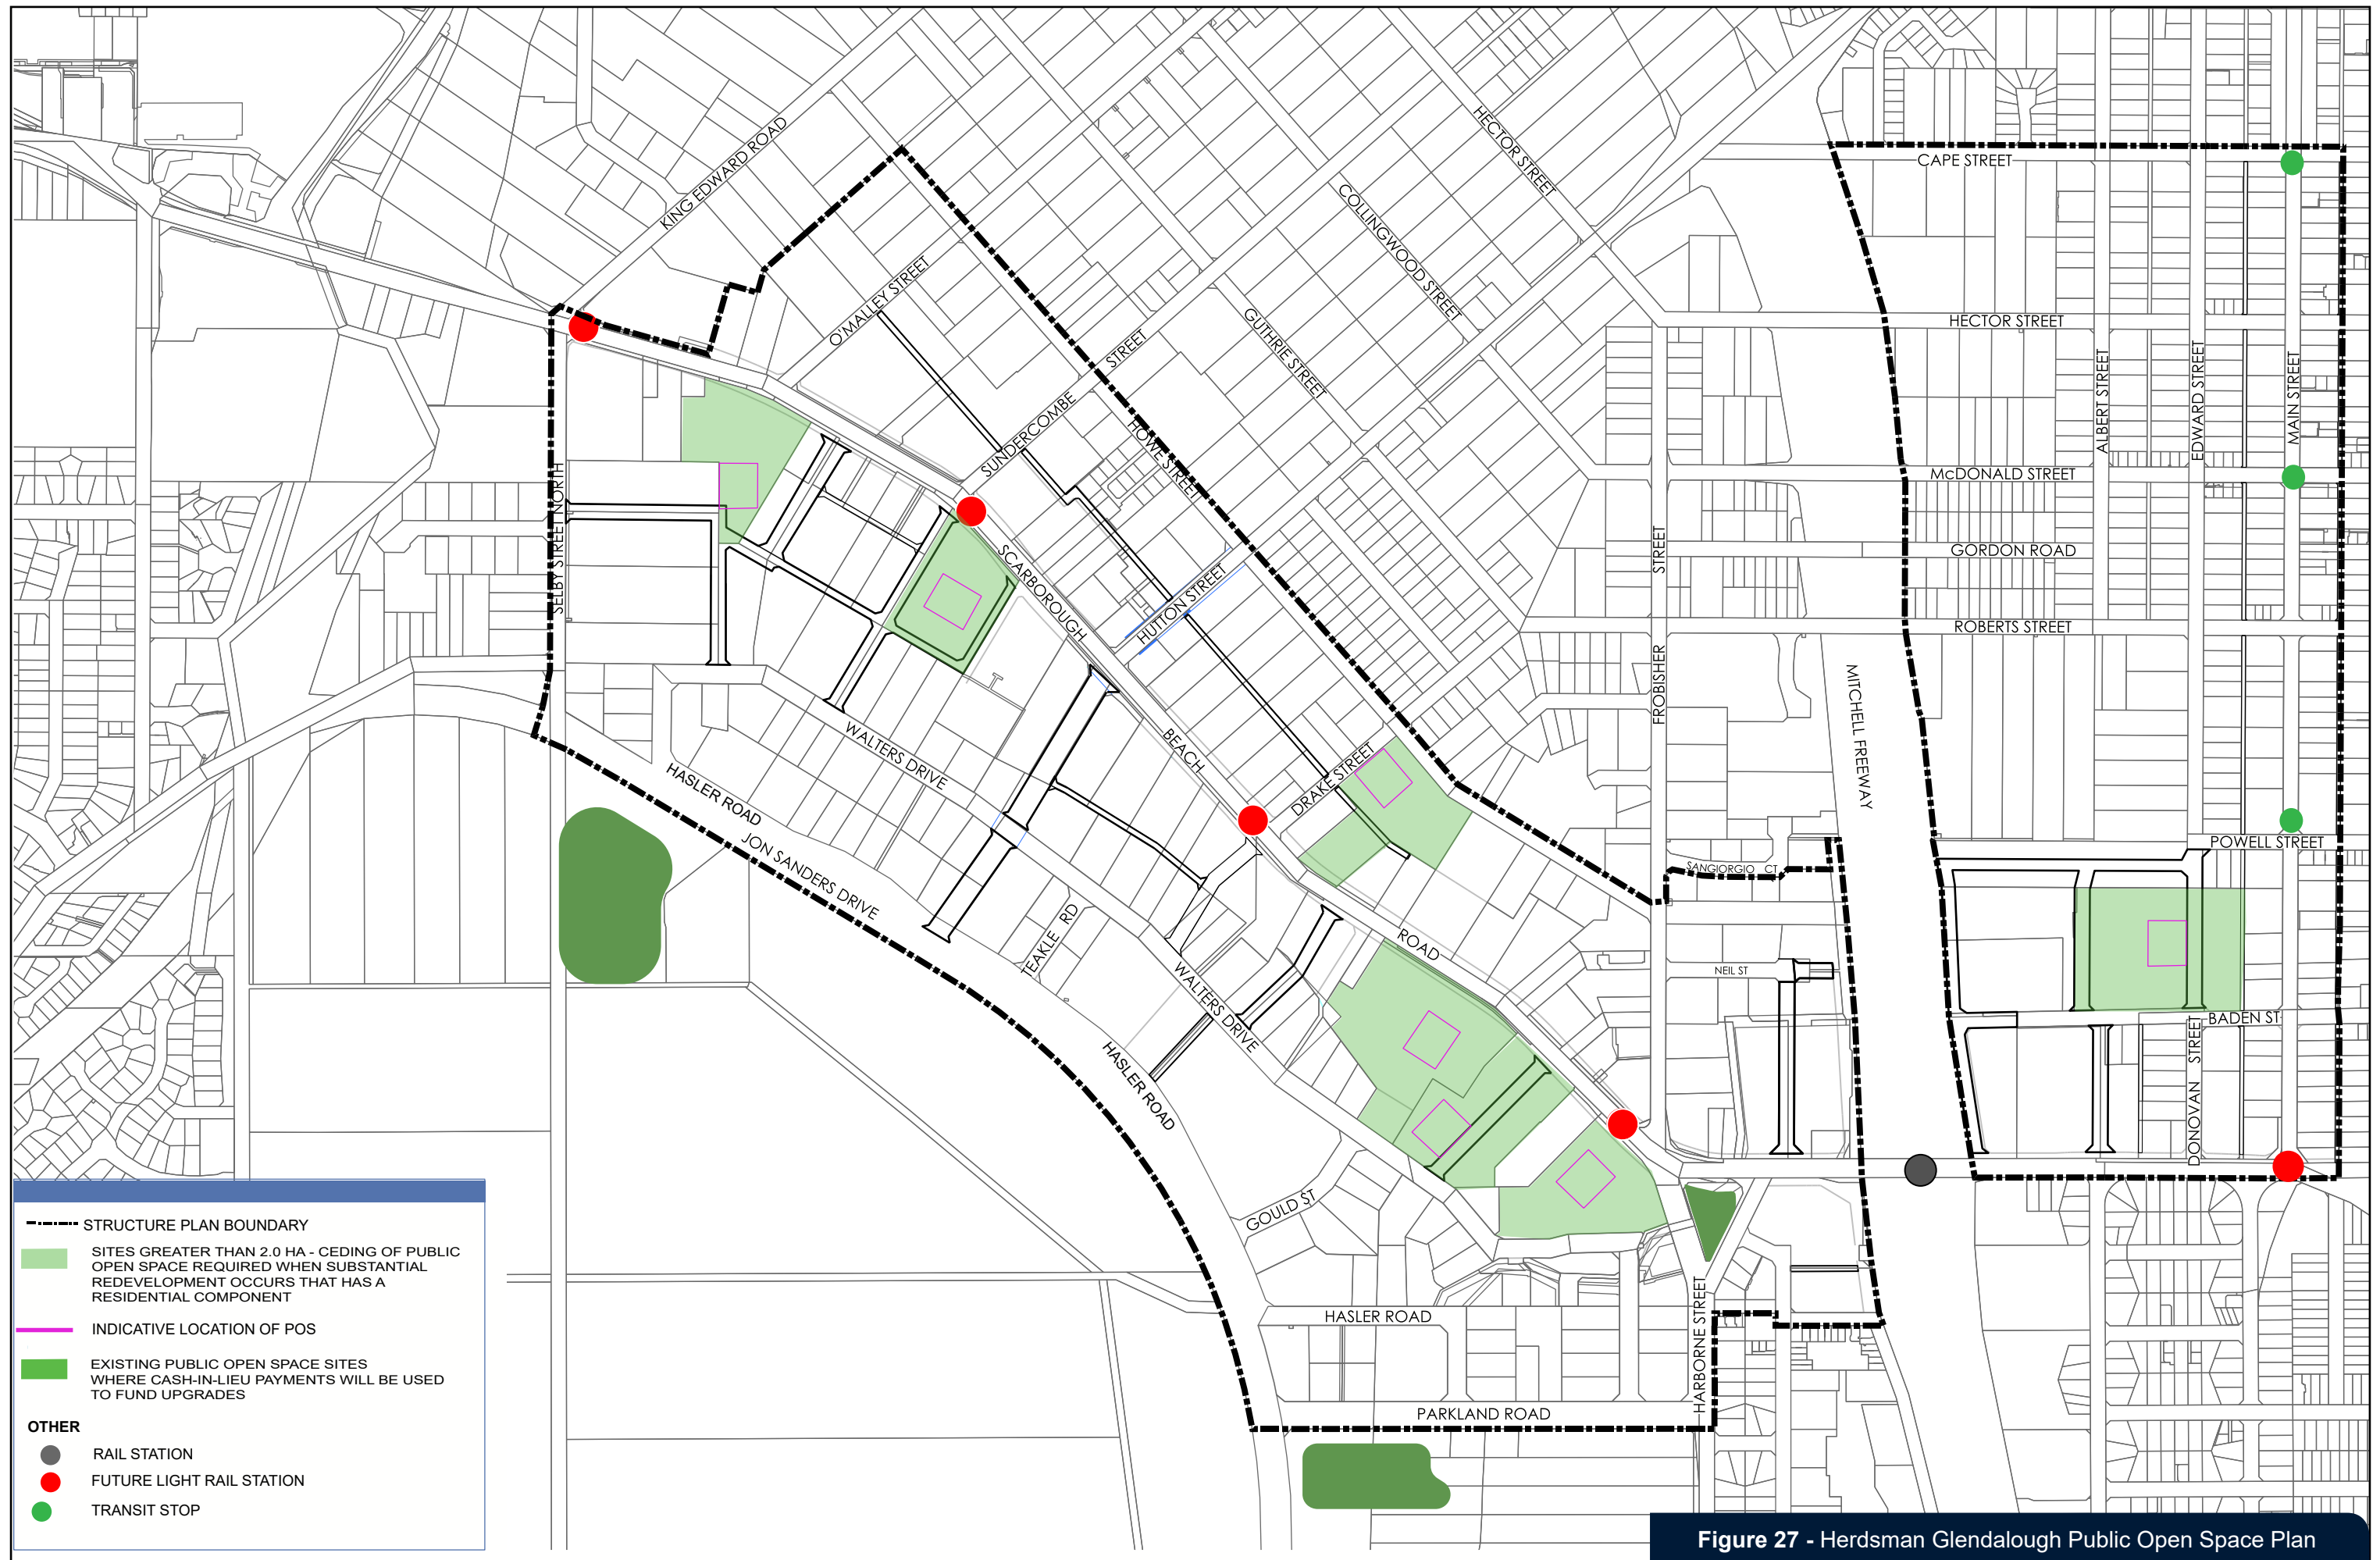 KING EDWARD ROAD
HECTOR STREET
CAPE STREET
COLLINGWOOD STREET
O'MALLEY STREET
GUTHRIE STREET
STREET
SUNDERCOMBE
HECTOR STREET
ALBERT STREET
EDWARD STREET
MAIN STREET
HOWE STREET
McDONALD STREET
SELBY STREET NORTH
STREET
FROBISHER
GORDON ROAD
SCARBOROUGH
HUTTON STREET
ROBERTS STREET
MITCHELL FREEWAY
BEACH
WALTERS DRIVE
HASLER ROAD
DRAKE STREET
JON SANDERS DRIVE
POWELL STREET
SANGIORGIO CT
TEAKLE RD
ROAD
WALTERS DRIVE
NEIL ST
BADEN ST
DONOVAN STREET
HASLER ROAD
GOULD ST
HASLER ROAD
HARBORNE STREET
PARKLAND ROAD
STRUCTURE PLAN BOUNDARY
SITES GREATER THAN 2.0 HA - CEDING OF PUBLIC
OPEN SPACE REQUIRED WHEN SUBSTANTIAL
REDEVELOPMENT OCCURS THAT HAS A
RESIDENTIAL COMPONENT
INDICATIVE LOCATION OF POS
EXISTING PUBLIC OPEN SPACE SITES
WHERE CASH-IN-LIEU PAYMENTS WILL BE USED
TO FUND UPGRADES
OTHER
RAIL STATION
FUTURE LIGHT RAIL STATION
TRANSIT STOP
Figure 27 - Herdsman Glendalough Public Open Space Plan